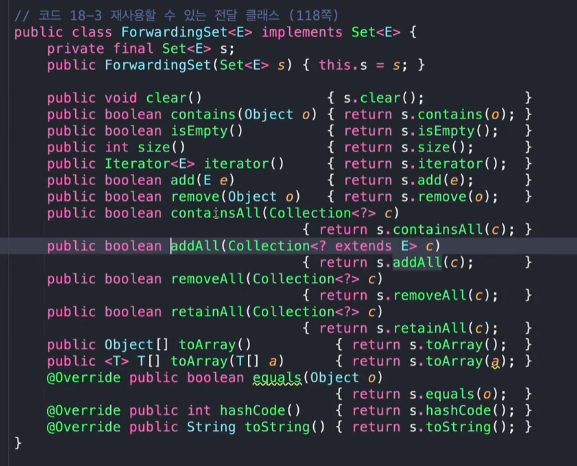 // 코드 18-3 재사용할 수 있는 전달 클래스 (118쪽)
public class ForwardingSet<E> implements Set<E> {
    private final Set<E> s;
    public ForwardingSet(Set<E> s) { this.s = s; }

    public void clear()               { s.clear();            }
    public boolean contains(Object o) { return s.contains(o); }
    public boolean isEmpty()          { return s.isEmpty();   }
    public int size()                 { return s.size();      }
    public Iterator<E> iterator()     { return s.iterator();  }
    public boolean add(E e)           { return s.add(e);      }
    public boolean remove(Object o)   { return s.remove(o);   }
    public boolean containsAll(Collection<?> c)
                                   { return s.containsAll(c); }
    public boolean addAll(Collection<? extends E> c)
                                   { return s.addAll(c);      }
    public boolean removeAll(Collection<?> c)
                                   { return s.removeAll(c);   }
    public boolean retainAll(Collection<?> c)
                                   { return s.retainAll(c);   }
    public Object[] toArray()          { return s.toArray();  }
    public <T> T[] toArray(T[] a)      { return s.toArray(a); }
    @Override public boolean equals(Object o)
                                       { return s.equals(o);  }
    @Override public int hashCode()    { return s.hashCode(); }
    @Override public String toString() { return s.toString(); }
}